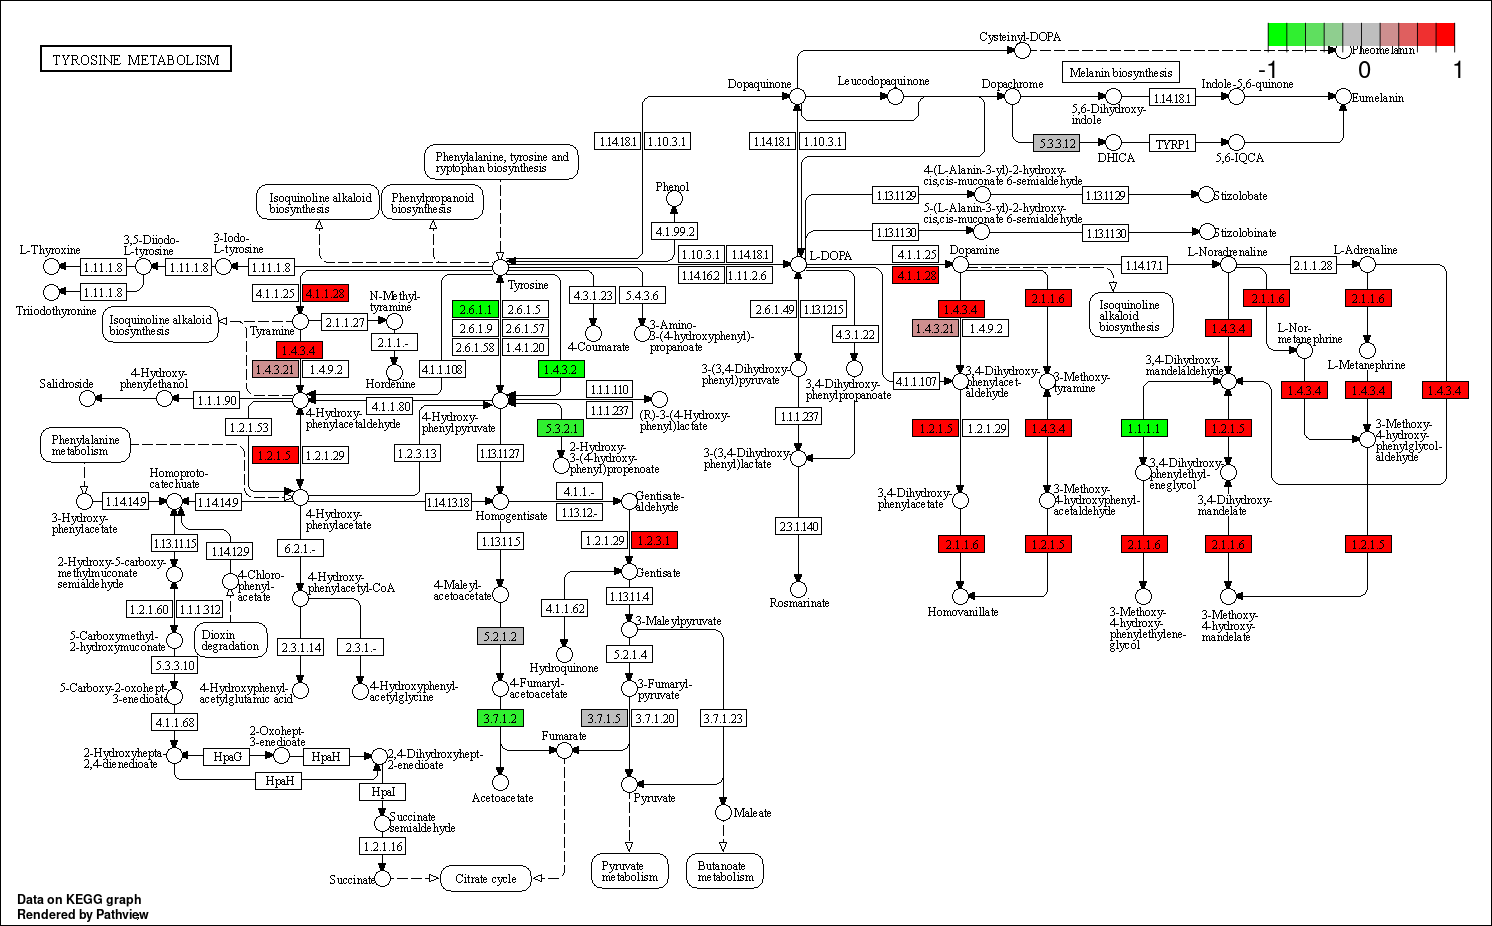 TYROSINE METABOLISM
-1
0
1
Cysteinyl-DOPA
Pheomelanin
Dopaquinone
Leucodopaquinone
Dopachrome
Melanin biosynthesis
Indole-5,6-quinone
1.14.18.1
Eumelanin
5,6-Dihydroxy-
indole
1.14.18.1
1.10.3.1
1.14.18.1
1.10.3.1
5.3.3.12
DHICA
TYRP1
5,6-IQCA
Phenylalanine, tyrosine and
ryptophan biosynthesis
Isoquinoline alkaloid
biosynthesis
Phenylpropanoid
biosynthesis
Phenol
4.1.99.2
4-(L-Alanin-3-yl)-2-hydroxy-
cis,cis-muconate 6-semialdehyde
1.13.1129
1.13.1129
Stizolobate
5-(L-Alanin-3-yl)-2-hydroxy-
cis,cis-muconate 6-semialdehyde
1.13.1130
1.13.1130
Stizolobinate
L-Thyroxine
3,5-Diiodo-
L-tyrosine
3-Iodo-
L-tyrosine
1.11.1.8
1.11.1.8
1.11.1.8
1.11.1.8
Triiodothyronine
1.10.3.1
1.14.18.1
1.14.16.2
1.11.2.6
L-DOPA
4.1.1.25
4.1.1.28
Dopamine
1.14.17.1
L-Noradrenaline
2.1.1.28
L-Adrenaline
Tyrosine
4.1.1.25
4.1.1.28
N-Methyl-
tyramine
Isoquinoline alkaloid
biosynthesis
Tyramine
2.1.1.27
2.1.1.-
Hordenine
1.4.3.4
1.4.3.21
1.4.9.2
2.6.1.1
2.6.1.5
2.6.1.9
2.6.1.57
2.6.1.58
1.4.1.20
4.3.1.23
5.4.3.6
4-Coumarate
3-Amino-
3-(4-hydroxyphenyl)-
propanoate
4.1.1.108
1.4.3.2
2.6.1.49
1.13.1215
4.3.1.22
3-(3,4-Dihydroxy-
phenyl)pyruvate
3,4-Dihydroxy-
phenylpropanoate
1.4.3.4
1.4.3.21
1.4.9.2
2.1.1.6
Isoquinoline
alkaloid
biosynthesis
2.1.1.6
2.1.1.6
1.4.3.4
L-Nor-
metanephrine
L-Metanephrine
4.1.1.107
3,4-Dihydroxy-
phenylacet-
aldehyde
3-Methoxy-
tyramine
3,4-Dihydroxy-
mandelaldehyde
1.4.3.4
1.4.3.4
1.4.3.4
Salidroside
4-Hydroxy-
phenylethanol
1.1.1.90
4-Hydroxy-
phenylacetaldehyde
4.1.1.80
4-Hydroxy-
phenylpyruvate
1.1.1.110
1.1.1.237
(R)-3-(4-Hydroxy-
phenyl)lactate
1.1.1.237
1.2.1.53
5.3.2.1
1.2.1.5
1.2.1.29
1.4.3.4
1.1.1.1
1.2.1.5
3-Methoxy-
4-hydroxy-
phenylglycol-
aldehyde
Phenylalanine
metabolism
1.2.1.5
1.2.1.29
1.2.3.13
1.13.1127
2-Hydroxy-
3-(4-hydroxy-
phenyl)propenoate
3-(3,4-Dihydroxy-
phenyl)lactate
3,4-Dihydroxy-
phenylethyl-
eneglycol
Homoproto-
catechuate
1.14.14.9
1.14.14.9
3-Hydroxy-
phenylacetate
4-Hydroxy-
phenylacetate
1.14.13.18
Homogentisate
4.1.1.-
1.13.12.-
Gentisate-
aldehyde
3,4-Dihydroxy-
phenylacetate
3-Methoxy-
4-hydroxyphenyl-
acetaldehyde
3,4-Dihydroxy-
mandelate
2.3.1.140
1.13.11.15
1.14.129
6.2.1.-
1.13.11.5
1.2.1.29
1.2.3.1
2.1.1.6
1.2.1.5
2.1.1.6
2.1.1.6
1.2.1.5
2-Hydroxy-5-carboxy-
methylmuconate
semialdehyde
4-Chloro-
phenyl-
acetate
4-Hydroxy-
phenylacetyl-CoA
4-Maleyl-
acetoacetate
Gentisate
1.13.11.4
4.1.1.62
Rosmarinate
Homovanillate
3-Methoxy-
4-hydroxy-
phenylethylene-
glycol
3-Methoxy-
4-hydroxy-
mandelate
1.2.1.60
1.1.1.312
Dioxin
degradation
5-Carboxymethyl-
2-hydroxymuconate
5.3.3.10
2.3.1.14
2.3.1.-
5.2.1.2
3-Maleylpyruvate
5.2.1.4
Hydroquinone
5-Carboxy-2-oxohept-
3-enedioate
4-Hydroxyphenyl-
acetylglutamic acid
4-Hydroxyphenyl-
acetylglycine
4-Fumaryl-
acetoacetate
3-Fumaryl-
pyruvate
4.1.1.68
3.7.1.2
3.7.1.5
3.7.1.20
3.7.1.23
2-Hydroxyhepta-
2,4-dienedioate
HpaG
2-Oxohept-
3-enedioate
HpaH
2,4-Dihydroxyhept-
2-enedioate
Fumarate
HpaH
HpaI
Acetoacetate
Pyruvate
Maleate
Succinate
semialdehyde
1.2.1.16
Succinate
Citrate cycle
Pyruvate
metabolism
Butanoate
metabolism
Data on KEGG graph
Rendered by Pathview